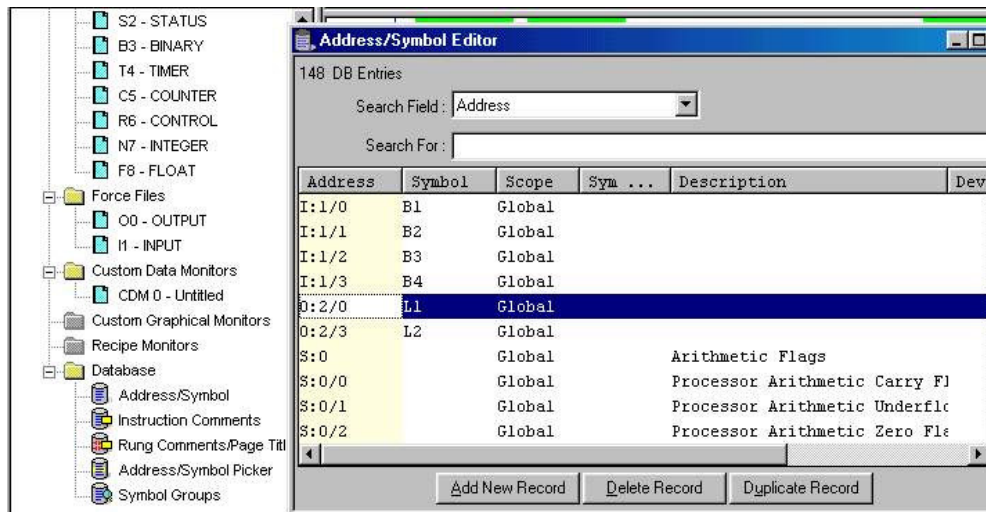 S2 - STATUS
B3 - BINARY
T4 - TIMER
C5 - COUNTER
R6 - CONTROL
N7 - INTEGER
F8 - FLOAT
Force Files
O0 - OUTPUT
I1 - INPUT
Custom Data Monitors
CDM 0 - Untitled
Custom Graphical Monitors
Recipe Monitors
Database
Address/Symbol
Instruction Comments
Rung Comments/Page Titl
Address/Symbol Picker
Symbol Groups
Address/Symbol Editor
148 DB Entries
Search Field : Address
Search For :
Address Symbol Scope Sym ... Description Dev
I:1/0 B1 Global
I:1/1 B2 Global
I:1/2 B3 Global
I:1/3 B4 Global
O:2/0 L1 Global
O:2/3 L2 Global
S:0 Global Arithmetic Flags
S:0/0 Global Processor Arithmetic Carry Fl
S:0/1 Global Processor Arithmetic Underflo
S:0/2 Global Processor Arithmetic Zero Fla
Add New Record Delete Record Duplicate Record